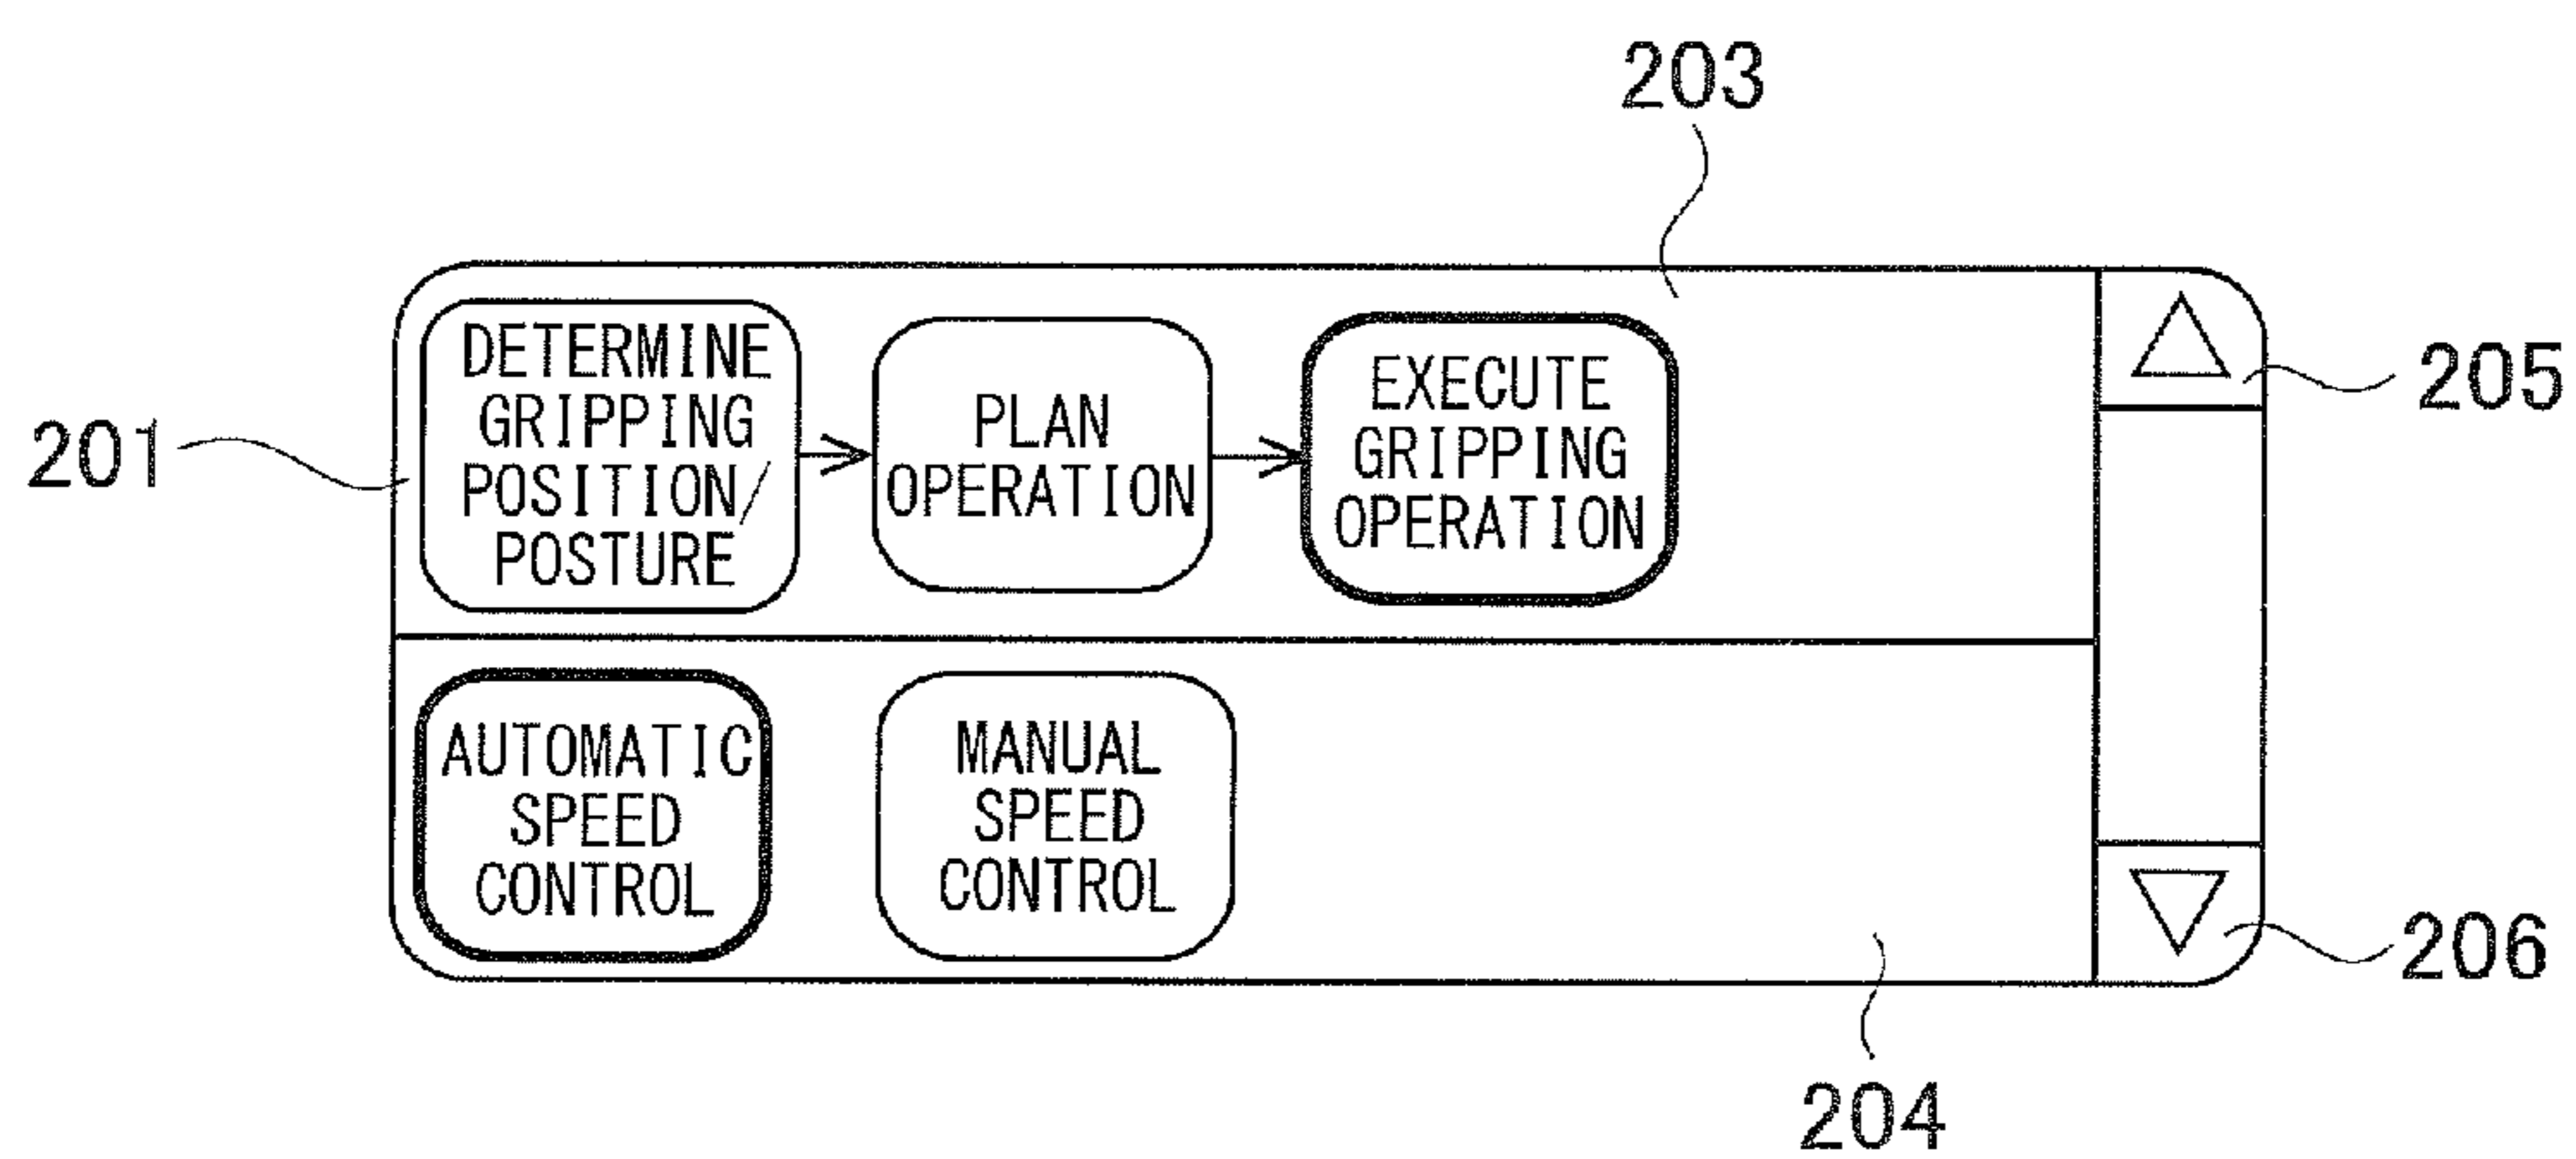 203
DETERMINE
GRIPPING
POSITION/
POSTURE
PLAN
OPERATION
EXECUTE
GRIPPING
OPERATION
205
201
AUTOMATIC
SPEED
CONTROL
MANUAL
SPEED
CONTROL
206
204